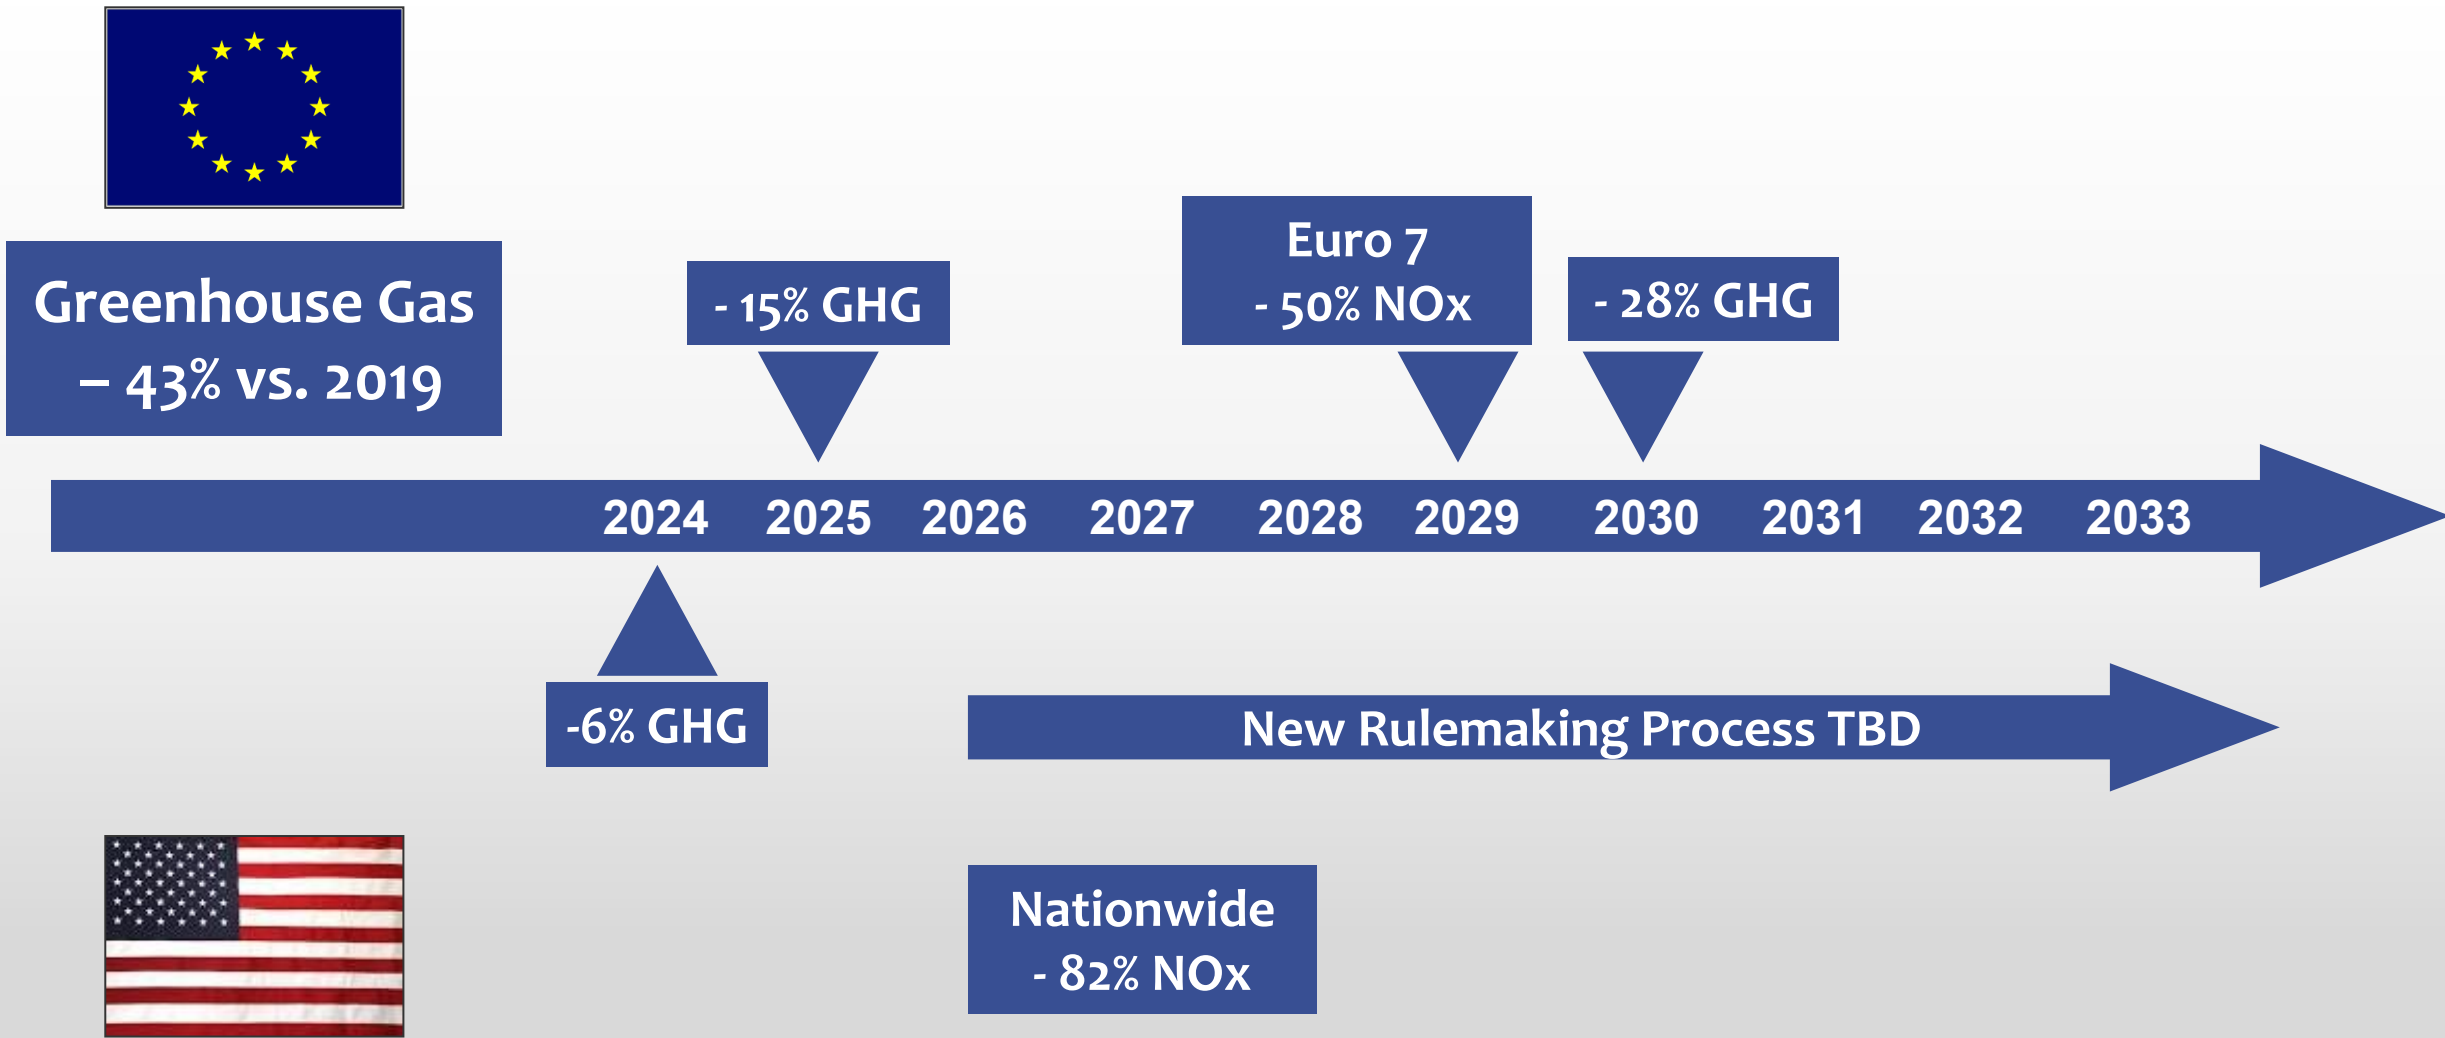 Greenhouse Gas
– 43% vs. 2019
- 15% GHG
Euro 7
- 50% NOx
- 28% GHG
2024 2025 2026 2027 2028 2029 2030 2031 2032 2033
-6% GHG
New Rulemaking Process TBD
Nationwide
- 82% NOx